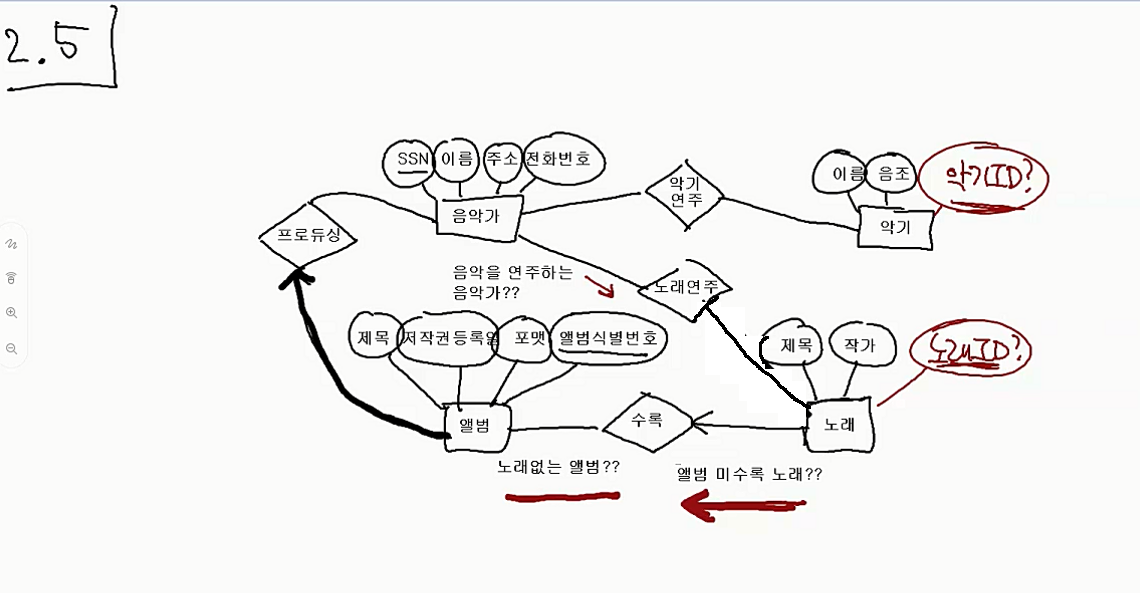 2.5
SSN 이름 주소 전화번호
음악가
악기
연주
이름 음조 악기ID?
악기
프로듀싱
음악을 연주하는
음악가??
노래연주
제목 저작권등록일 포맷 앨범식별번호
제목 작가 노래ID?
앨범
수록
노래
노래없는 앨범??
앨범 미수록 노래??